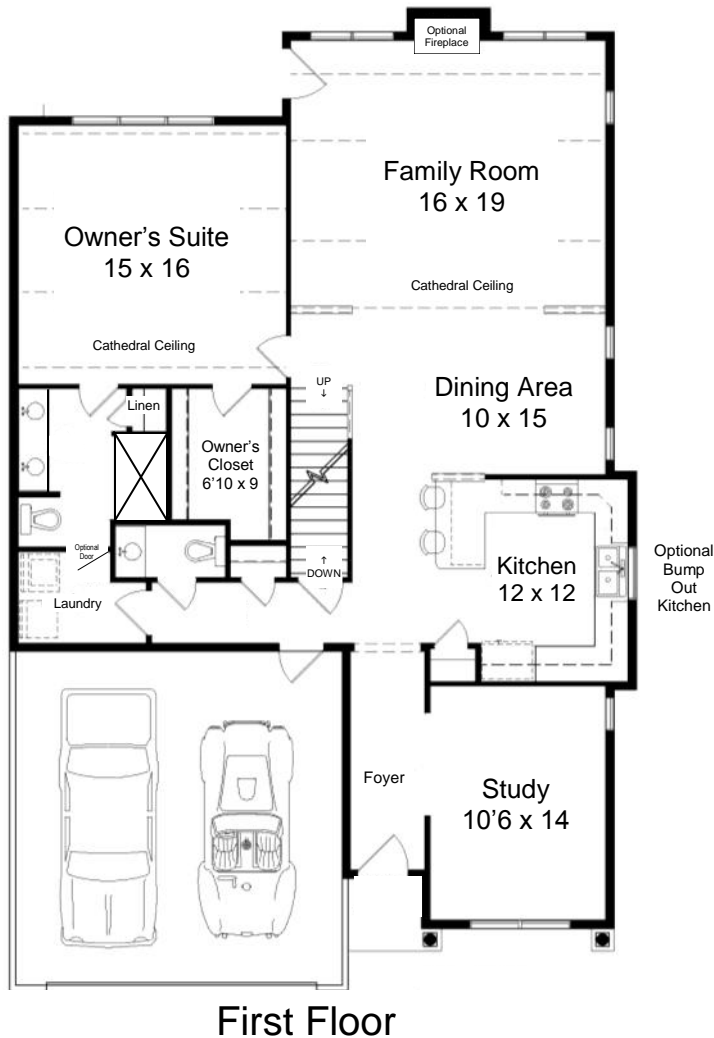 Optional
Fireplace
Family Room
16 x 19
Owner's Suite
15 x 16
Cathedral Ceiling
Cathedral Ceiling
UP
↓
Dining Area
10 x 15
Linen
Owner's
Closet
6'10 x 9
Optional
Door
↑
DOWN
Kitchen
12 x 12
Optional
Bump
Out
Kitchen
Laundry
Foyer
Study
10'6 x 14
First Floor